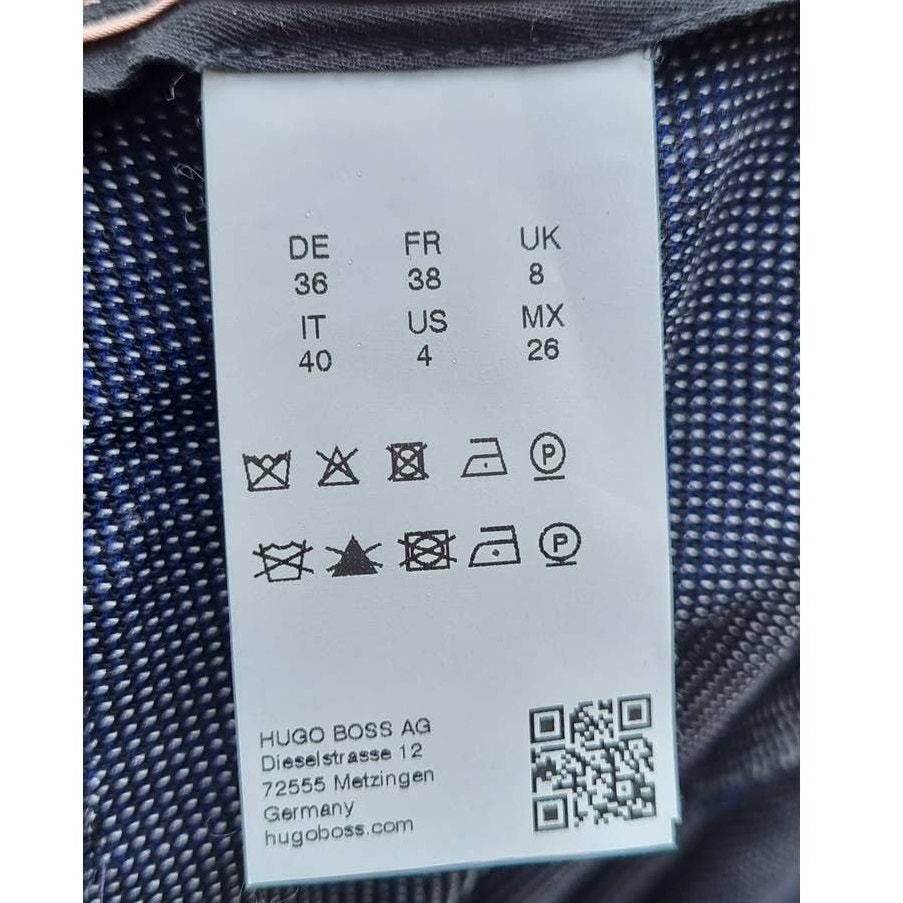 DE FR UK
36 38 8
IT US MX
40 4 26
P
P
HUGO BOSS AG
Dieselstrasse 12
72555 Metzingen
Germany
hugoboss.com